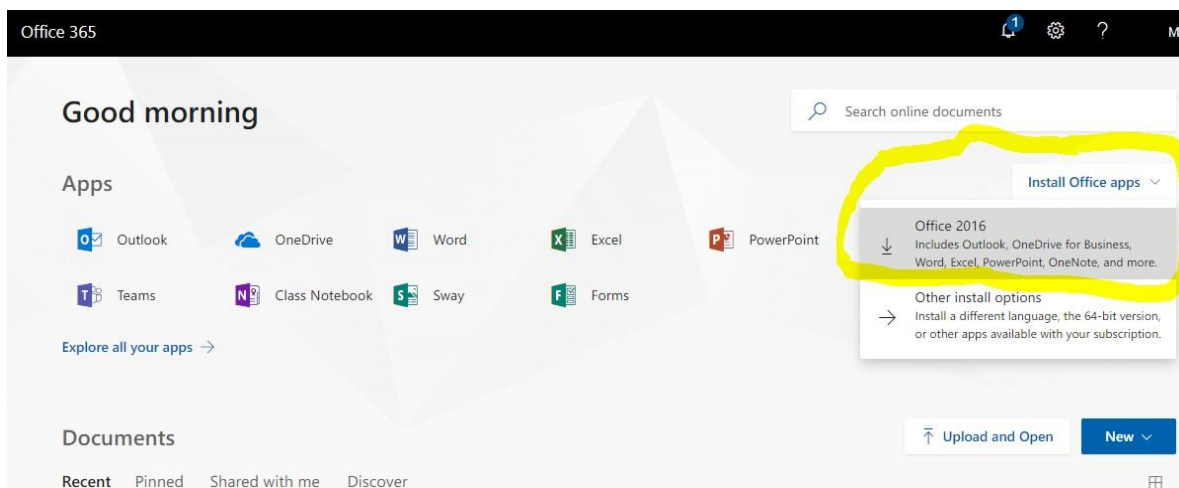 Office 365
1
?
M
Good morning
Search online documents
Apps
Install Office apps
Outlook
OneDrive
Word
Excel
PowerPoint
Office 2016
Includes Outlook, OneDrive for Business,
Word, Excel, PowerPoint, OneNote, and more.
Teams
Class Notebook
Sway
Forms
Other install options
Install a different language, the 64-bit version,
or other apps available with your subscription.
Explore all your apps →
Documents
Upload and Open
New
Recent Pinned Shared with me Discover